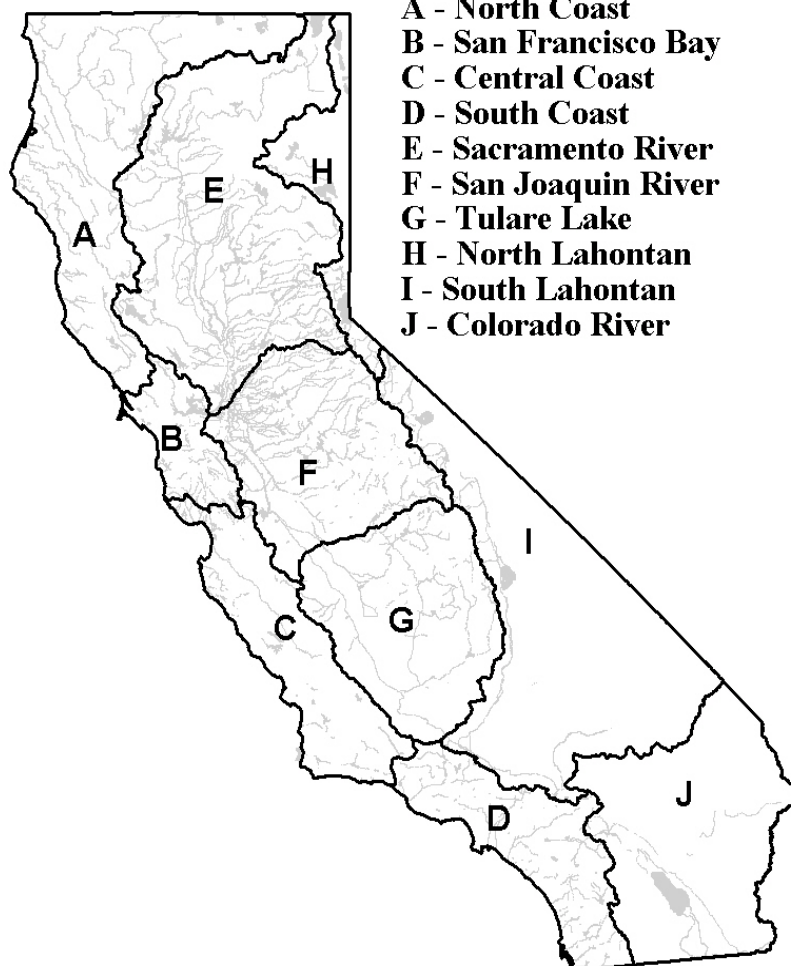 A - North Coast
B - San Francisco Bay
C - Central Coast
D - South Coast
E - Sacramento River
F - San Joaquin River
G - Tulare Lake
H - North Lahontan
I - South Lahontan
J - Colorado River
H
E
A
B
F
I
G
C
J
D